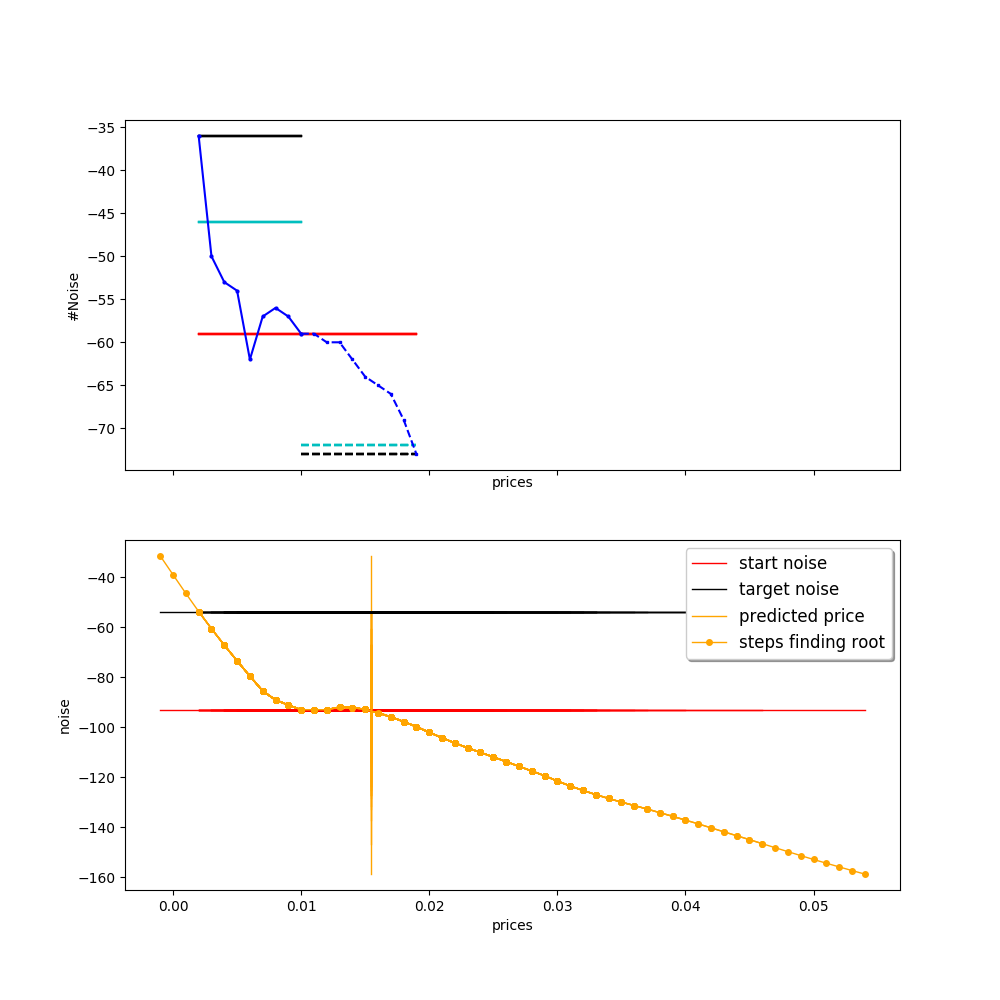 −35
−40
−45
−50
−55
−60
−65
−70
#Noise
prices
−40
−60
−80
−100
−120
−140
−160
noise
start noise
target noise
predicted price
steps finding root
0.00 0.01 0.02 0.03 0.04 0.05
prices